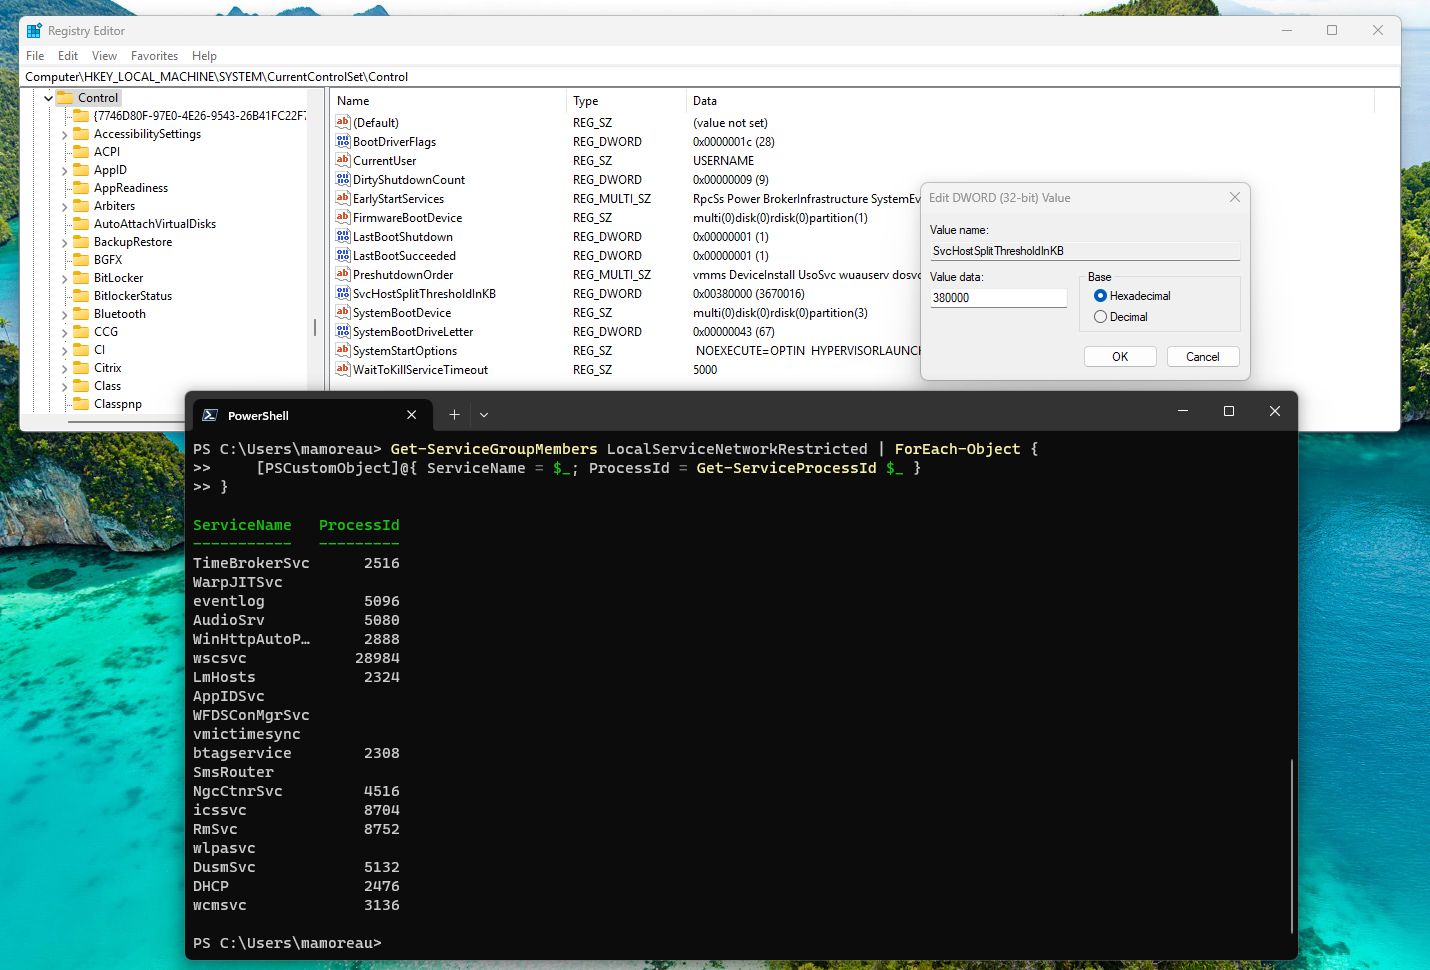 Registry Editor
File Edit View Favorites Help
Computer\HKEY_LOCAL_MACHINE\SYSTEM\CurrentControlSet\Control
Control
{7746D80F-97E0-4E26-9543-26B41FC22F7
AccessibilitySettings
ACPI
AppID
AppReadiness
Arbiters
AutoAttachVirtualDisks
BackupRestore
BGFX
BitLocker
BitlockerStatus
Bluetooth
CCG
CI
Citrix
Class
Classpnp
Name Type Data
(Default) REG_SZ (value not set)
BootDriverFlags REG_DWORD 0x0000001c (28)
CurrentUser REG_SZ USERNAME
DirtyShutdownCount REG_DWORD 0x00000009 (9)
EarlyStartServices REG_MULTI_SZ RpcSs Power BrokerInfrastructure SystemEv
FirmwareBootDevice REG_SZ multi(0)disk(0)rdisk(0)partition(1)
LastBootShutdown REG_DWORD 0x00000001 (1)
LastBootSucceeded REG_DWORD 0x00000001 (1)
PreshutdownOrder REG_MULTI_SZ vmms DeviceInstall UsoSvc wuauserv dosvc
SvcHostSplitThresholdInKB REG_DWORD 0x00380000 (3670016)
SystemBootDevice REG_SZ multi(0)disk(0)rdisk(0)partition(3)
SystemBootDriveLetter REG_DWORD 0x00000043 (67)
SystemStartOptions REG_SZ NOEXECUTE=OPTIN HYPERVISORLAUNCH
WaitToKillServiceTimeout REG_SZ 5000
Edit DWORD (32-bit) Value
Value name:
SvcHostSplitThresholdInKB
Value data:
380000
Base
Hexadecimal
Decimal
OK Cancel
PowerShell
PS C:\Users\mamoreau> Get-ServiceGroupMembers LocalServiceNetworkRestricted | ForEach-Object {
>> [PSCustomObject]@{ ServiceName = $_; ProcessId = Get-ServiceProcessId $_ }
>> }
ServiceName ProcessId
----------- ---------
TimeBrokerSvc 2516
WarpJITSvc
eventlog 5096
AudioSrv 5080
WinHttpAutoP… 2888
wscsvc 28984
LmHosts 2324
AppIDSvc
WFDSConMgrSvc
vmictimesync
btagservice 2308
SmsRouter
NgcCtnrSvc 4516
icssvc 8704
RmSvc 8752
wlpasvc
DusmSvc 5132
DHCP 2476
wcmsvc 3136
PS C:\Users\mamoreau>